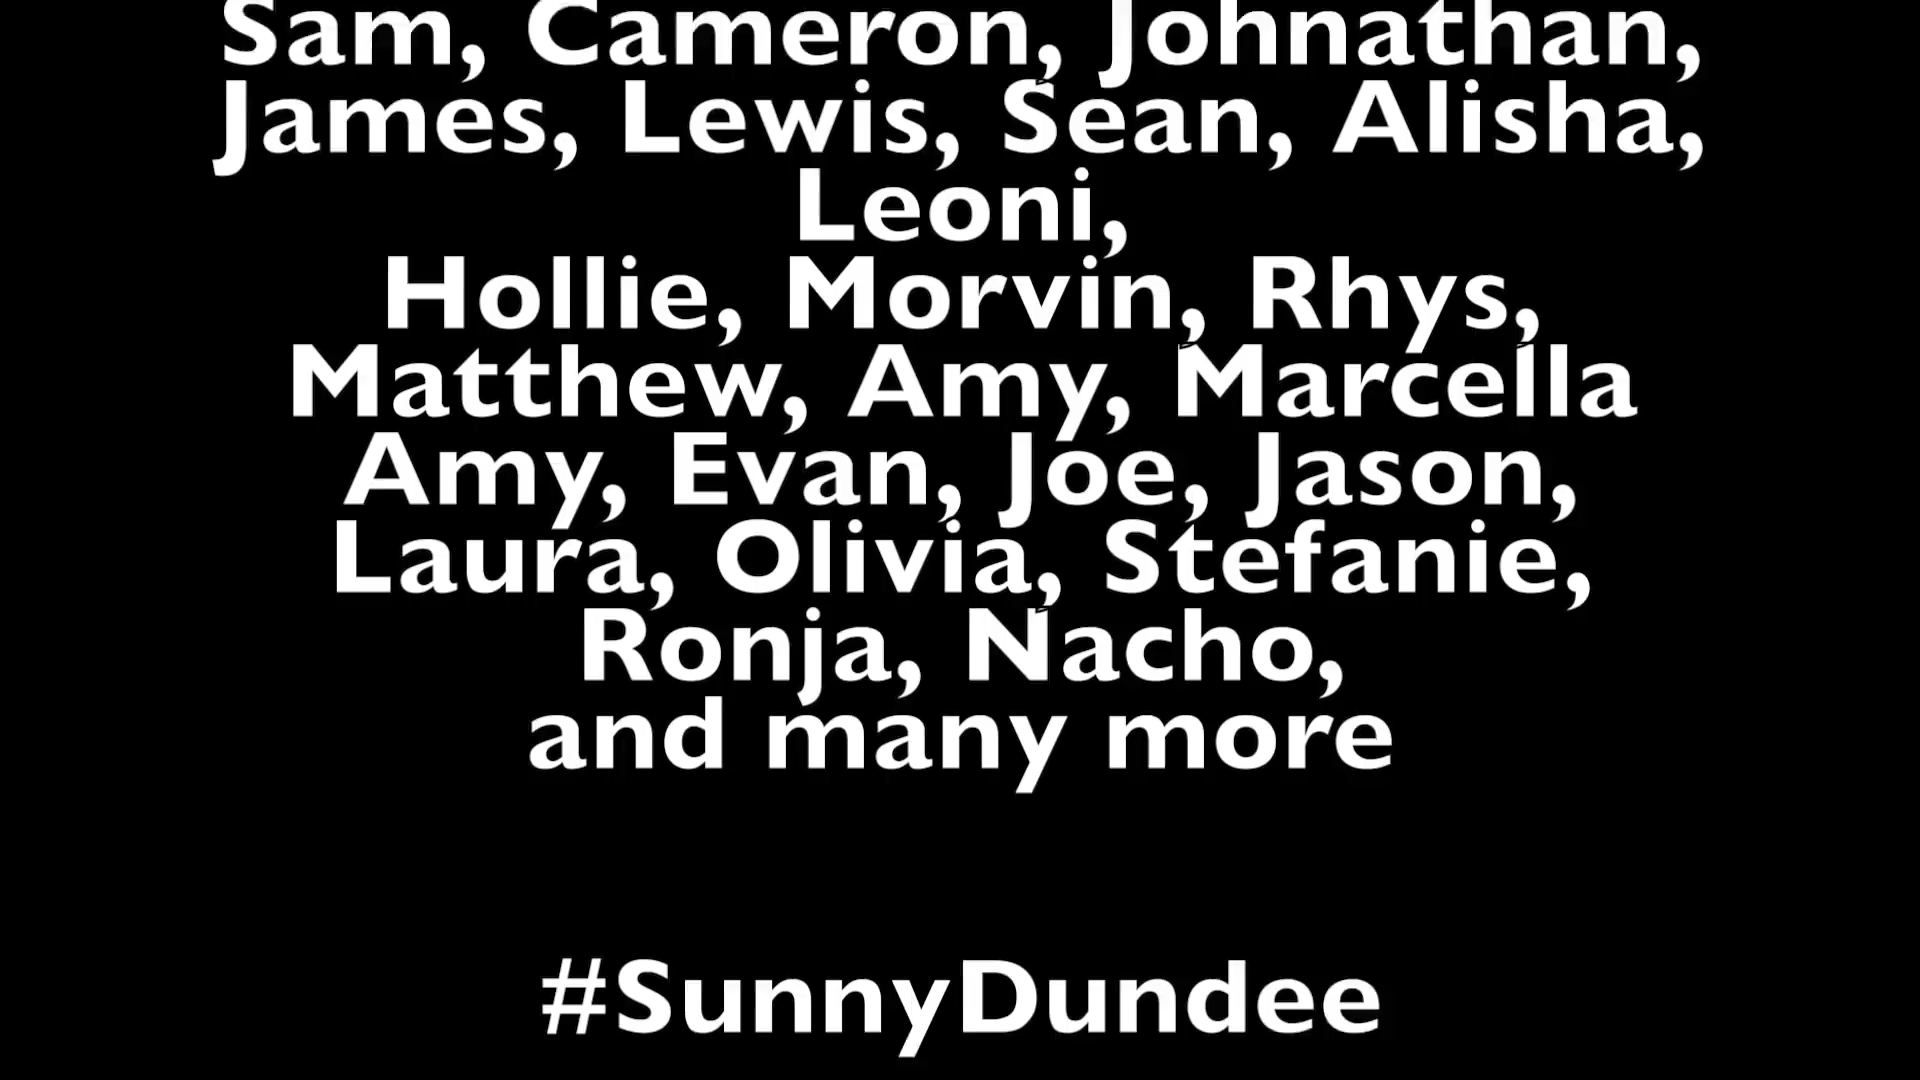 Sam, Cameron, Johnathan,
James, Lewis, Sean, Alisha,
Leoni,
Hollie, Morvin, Rhys,
Matthew, Amy, Marcella
Amy, Evan, Joe, Jason,
Laura, Olivia, Stefanie,
Ronja, Nacho,
and many more
#SunnyDundee